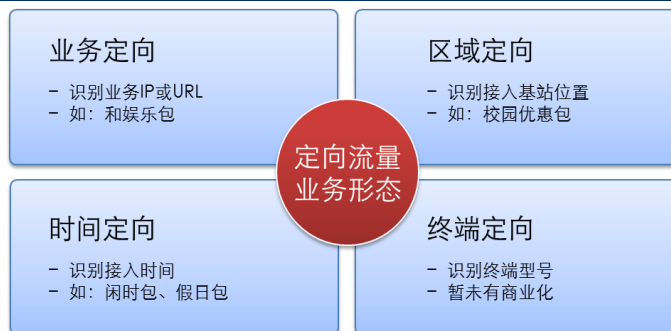 业务定向
– 识别业务IP或URL
– 如：和娱乐包
区域定向
– 识别接入基站位置
– 如：校园优惠包
定向流量
业务形态
时间定向
– 识别接入时间
– 如：闲时包、假日包
终端定向
– 识别终端型号
– 暂未有商业化